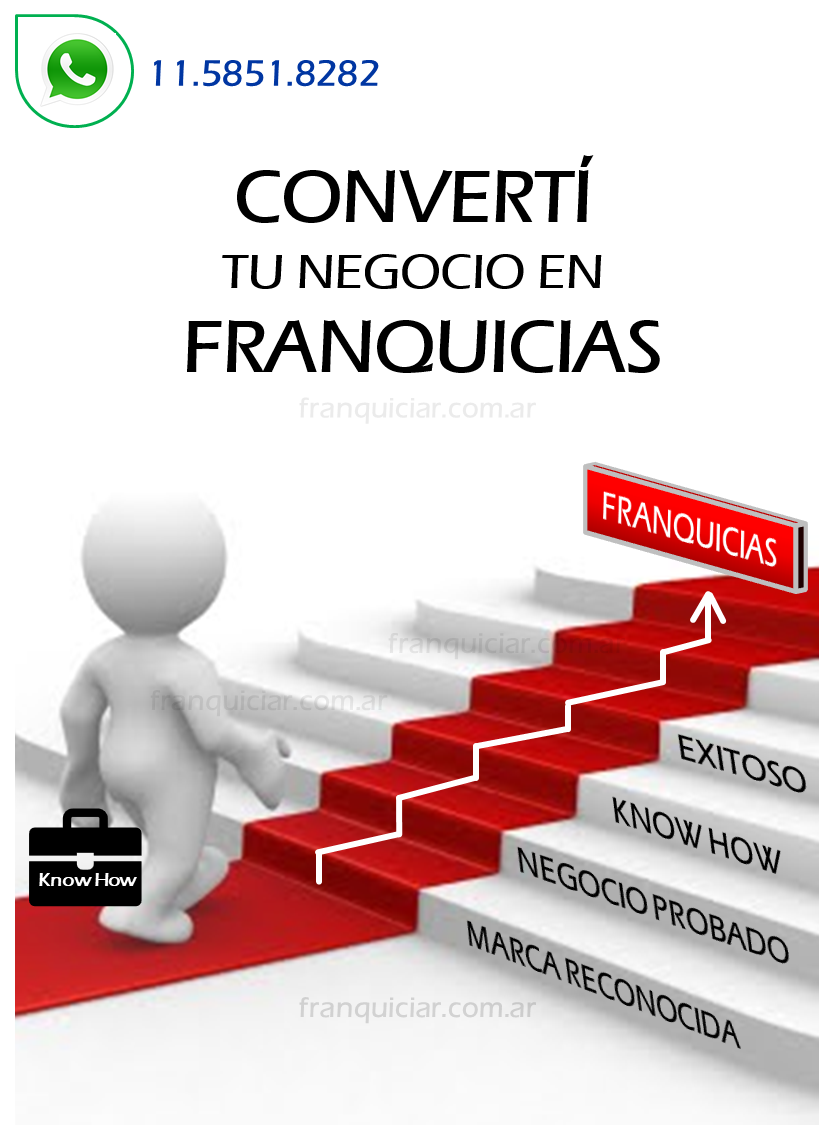 11.5851.8282
CONVERTÍ
TU NEGOCIO EN
FRANQUICIAS
franquiciar.com.ar
FRANQUICIAS
franquiciar.com.ar
franquiciar.com.ar
EXITOSO
KNOW HOW
NEGOCIO PROBADO
MARCA RECONOCIDA
Know How
franquiciar.com.ar